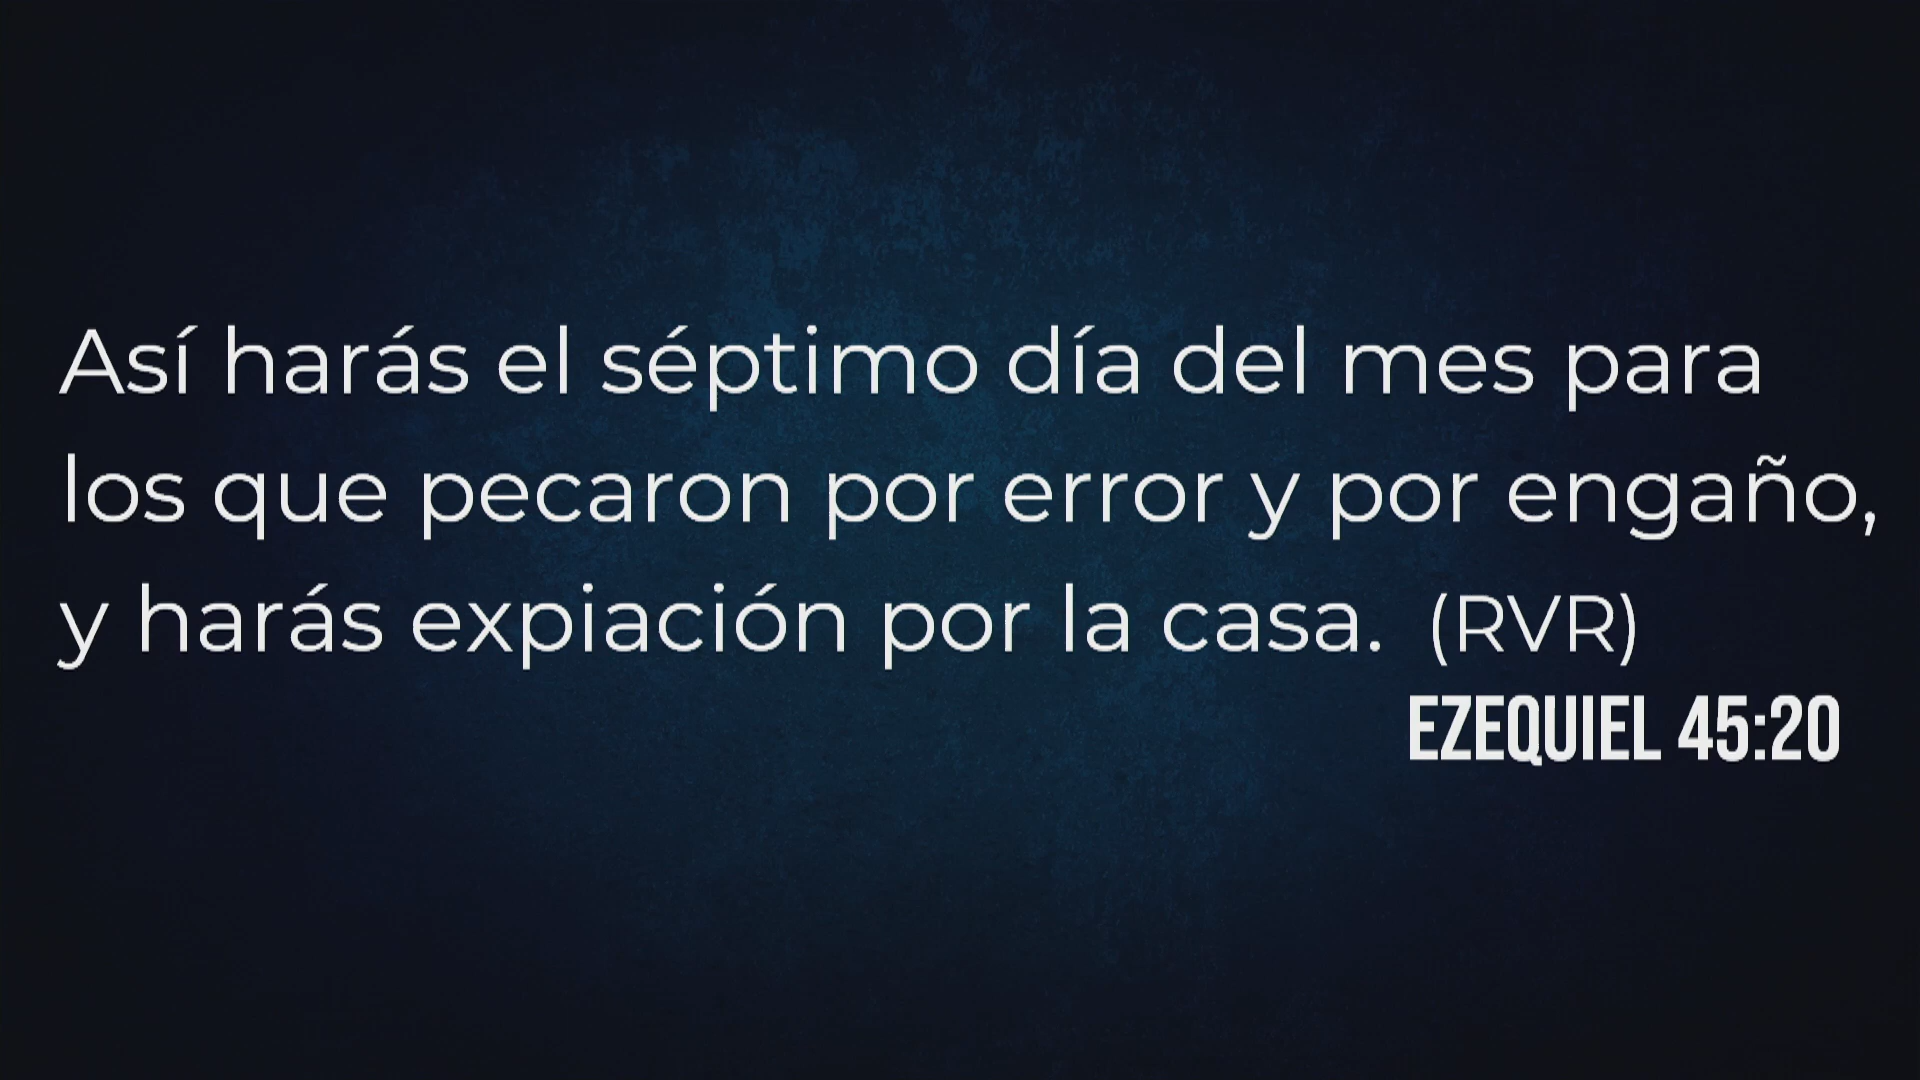 Así harás el séptimo día del mes para
los que pecaron por error y por engaño,
y harás expiación por la casa. (RVR)
EZEQUIEL 45:20